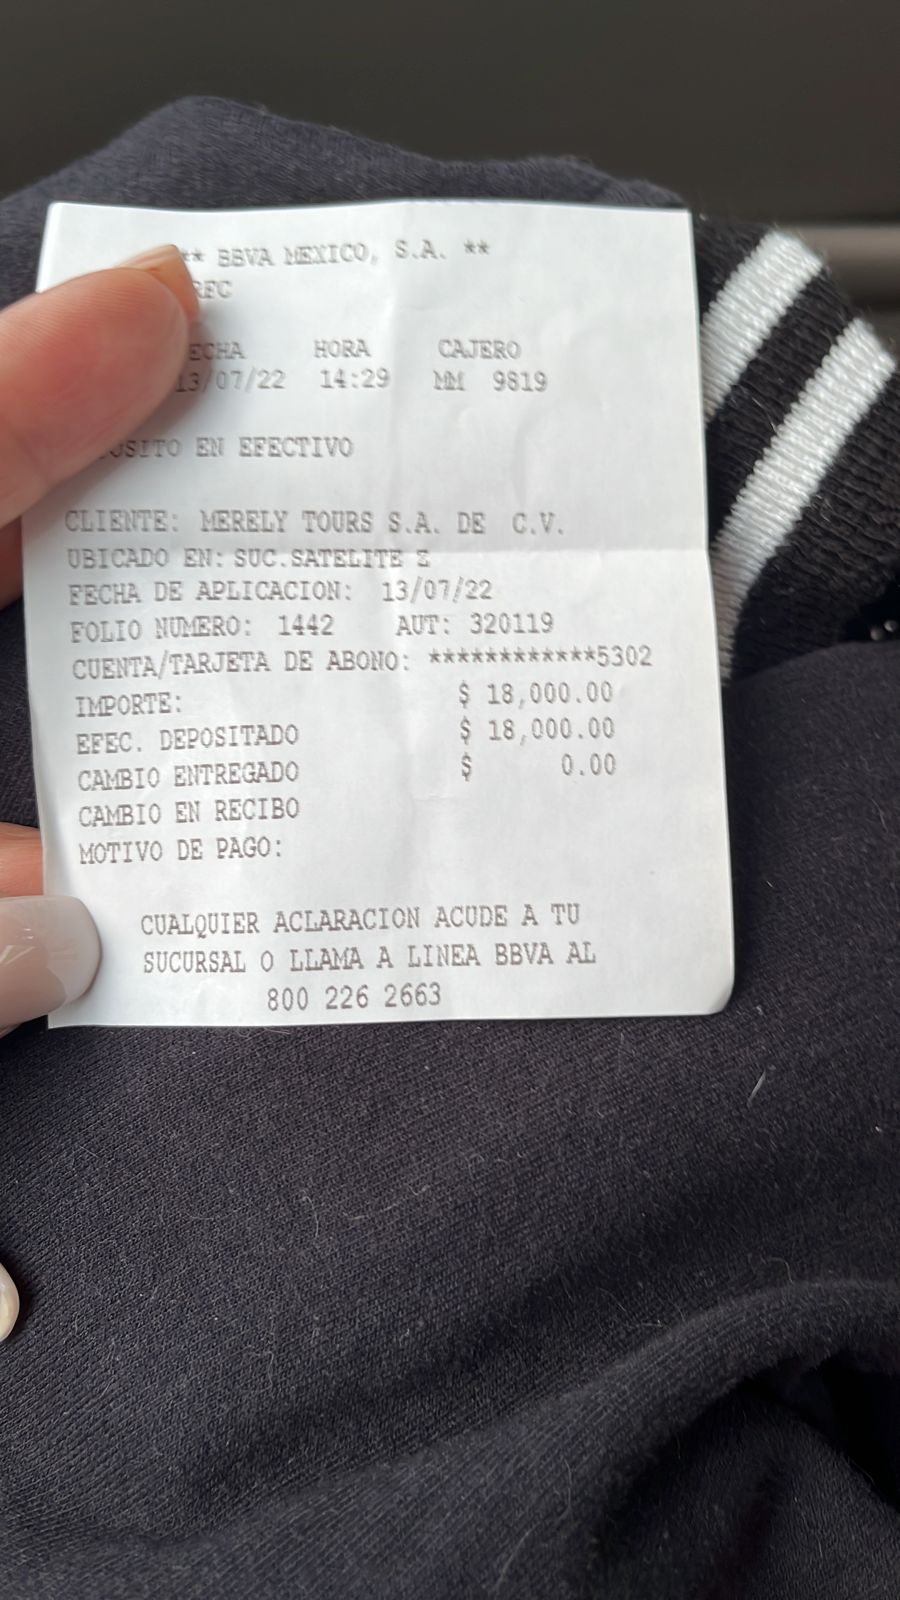 ** BBVA MEXICO, S.A. **
RFC
ECHA HORA CAJERO
13/07/22 14:29 MM 9819
OSITO EN EFECTIVO
CLIENTE: MERELY TOURS S.A. DE C.V.
UBICADO EN: SUC.SATELITE Z
FECHA DE APLICACION: 13/07/22
FOLIO NUMERO: 1442 AUT: 320119
CUENTA/TARJETA DE ABONO: ************5302
IMPORTE: $ 18,000.00
EFEC. DEPOSITADO $ 18,000.00
CAMBIO ENTREGADO $ 0.00
CAMBIO EN RECIBO
MOTIVO DE PAGO:
CUALQUIER ACLARACION ACUDE A TU
SUCURSAL O LLAMA A LINEA BBVA AL
800 226 2663